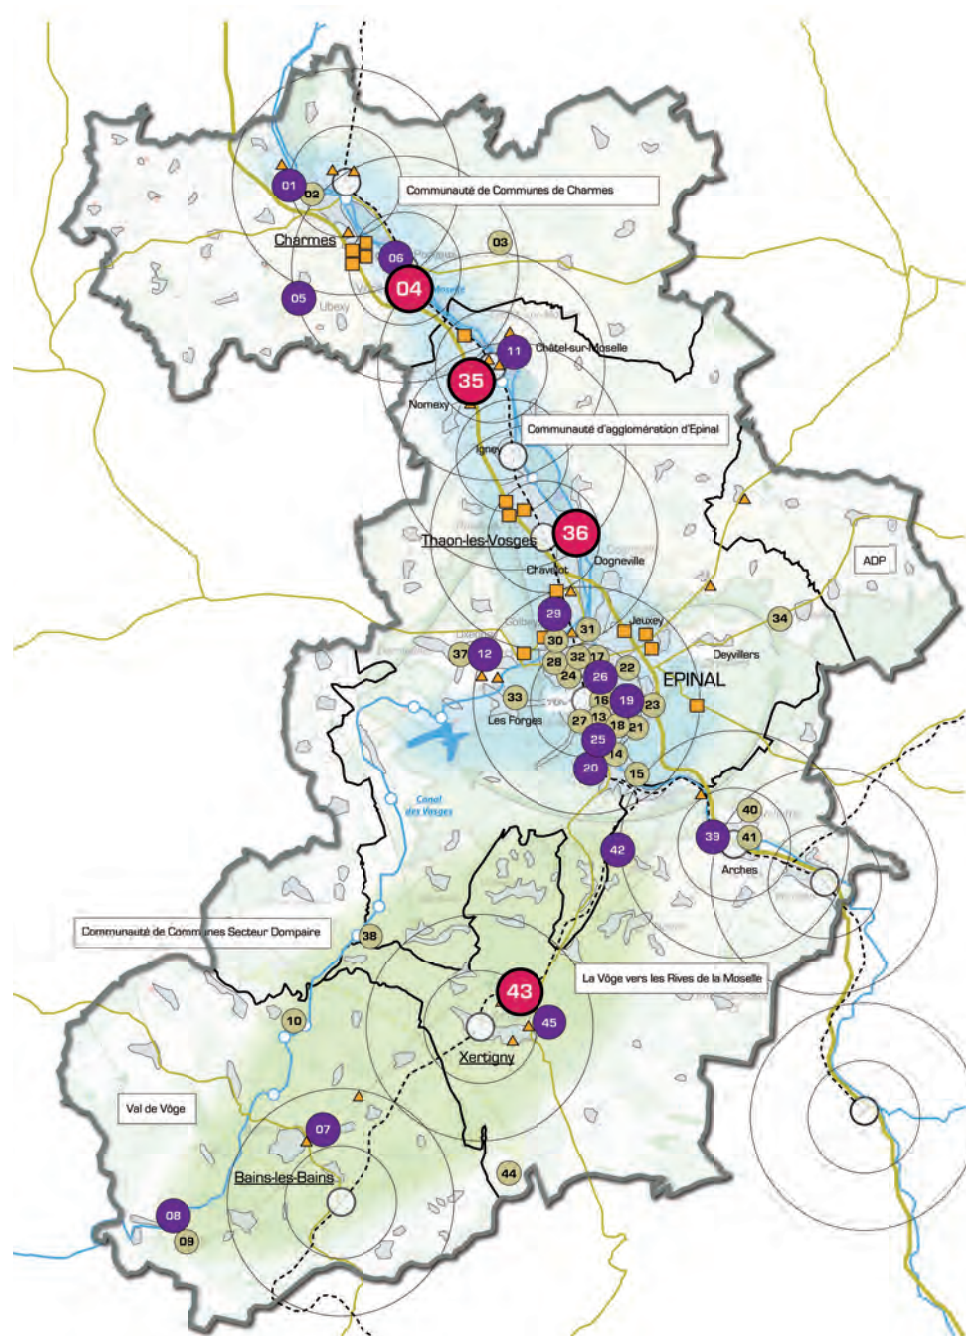 01
02
Communauté de Communes de Charmes
Charmes
03
06
04
Moselle
05
Ubexy
11
Châtel-sur-Moselle
35
Nomexy
Communauté d'agglomération d'Epinal
Igney
36
Thaon-les-Vosges
Chavelot
Dogneville
ADP
29
Golbey
31
Jeuxey
34
30
37
12
32
17
Deyvillers
28
22
24
26
EPINAL
33
16
19
23
Les Forges
27
13
18
21
25
14
20
15
Canal
des Vosges
40
39
41
42
Arches
Communauté de Communes Secteur Dompaire
38
La Vôge vers les Rives de la Moselle
43
10
45
Xertigny
Val de Vôge
07
44
Bains-les-Bains
08
09